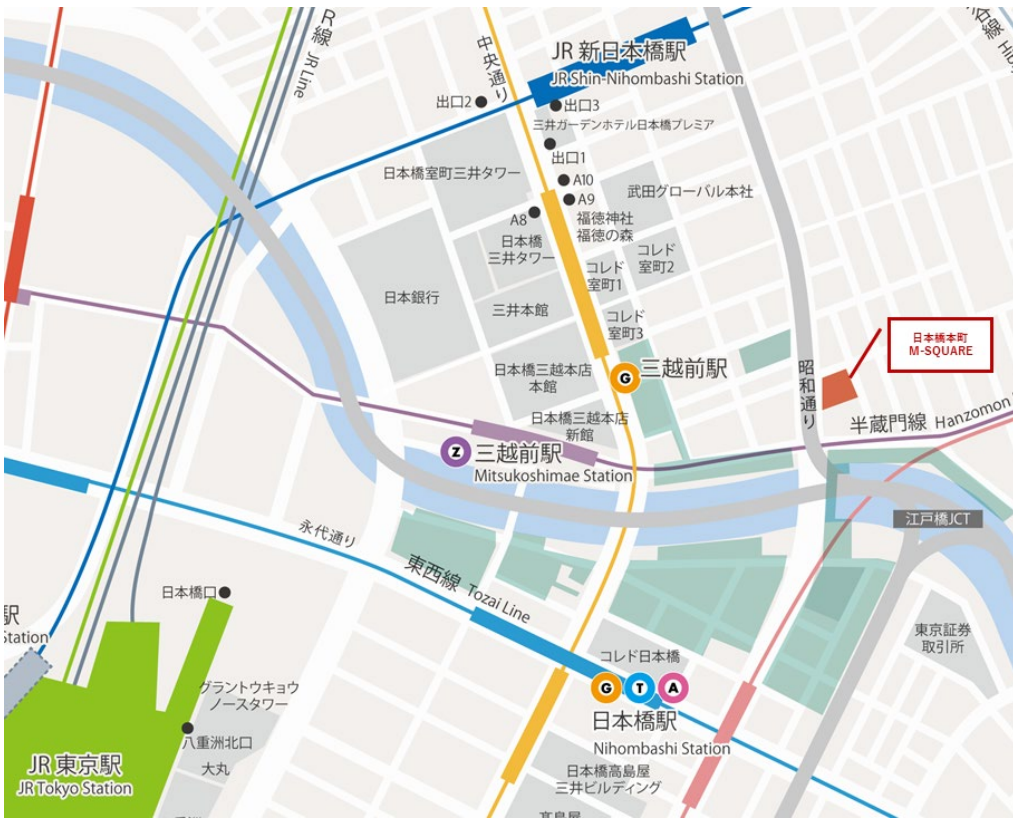 R線 JR Line
中央通り
JR 新日本橋駅
JR Shin-Nihombashi Station
出口2
出口3
三井ガーデンホテル日本橋プレミア
出口1
日本橋室町三井タワー
A10
A9
武田グローバル本社
A8
福徳神社
福徳の森
日本橋
三井タワー
コレド
室町2
コレド
室町1
日本銀行
三井本館
コレド
室町3
日本橋本町
M-SQUARE
日本橋三越本店
本館
G
三越前駅
昭和通り
日本橋三越本店
新館
半蔵門線 Hanzomon
Z
三越前駅
Mitsukoshimae Station
江戸橋JCT
永代通り
東西線 Tozai Line
日本橋口
駅
Station
東京証券
取引所
コレド日本橋
グラントウキョウ
ノースタワー
G
T
A
日本橋駅
Nihombashi Station
八重洲北口
大丸
JR 東京駅
JR Tokyo Station
日本橋高島屋
三井ビルディング